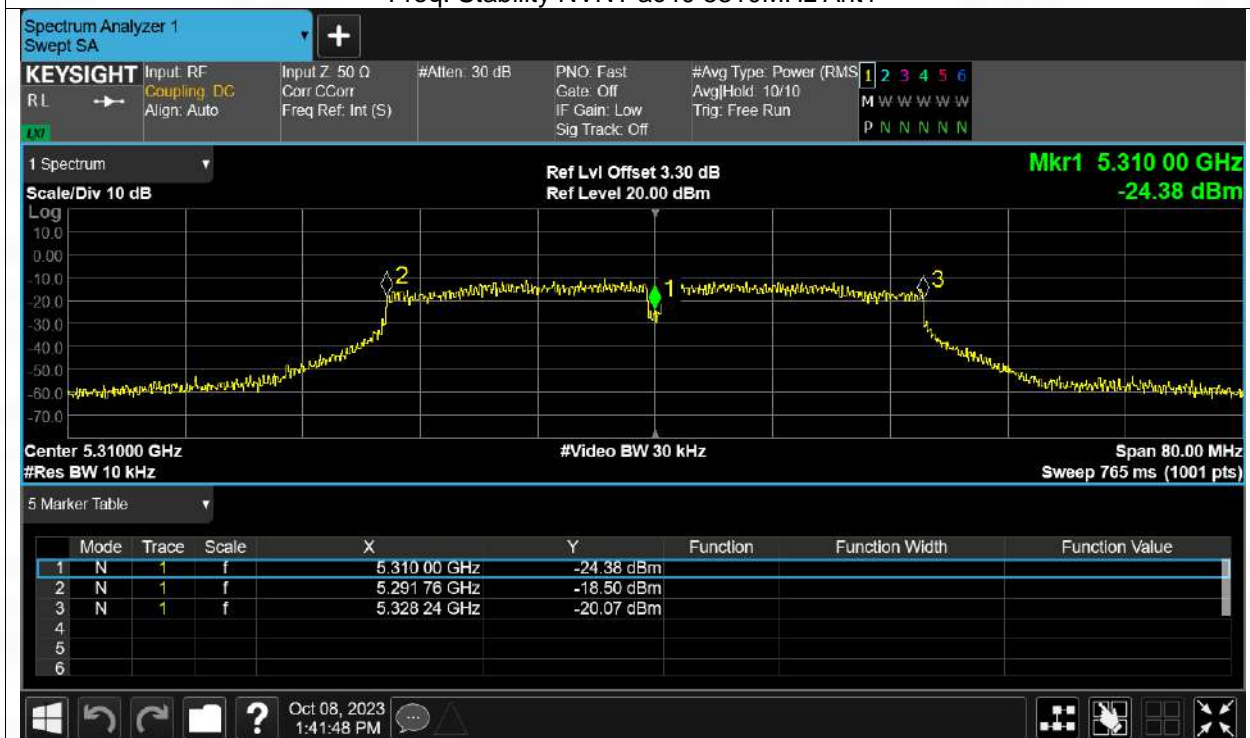 Spectrum Analyzer 1
Swept SA
+
KEYSIGHT
RL
LXI
Input: RF
Coupling: DC
Align: Auto
Input Z: 50 Ω
Corr CCorr
Freq Ref: Int (S)
#Atten: 30 dB
PNO: Fast
Gate: Off
IF Gain: Low
Sig Track: Off
#Avg Type: Power (RMS
Avg|Hold: 10/10
Trig: Free Run
1 2 3 4 5 6
M W W W W W
P N N N N N
1 Spectrum
Scale/Div 10 dB
Ref Lvl Offset 3.30 dB
Ref Level 20.00 dBm
Mkr1 5.310 00 GHz
-24.38 dBm
Log
10.0
0.00
-10.0
-20.0
-30.0
-40.0
-50.0
-60.0
-70.0
2
1
3
Center 5.31000 GHz
#Video BW 30 kHz
Span 80.00 MHz
#Res BW 10 kHz
Sweep 765 ms (1001 pts)
5 Marker Table
Mode Trace Scale X Y Function Function Width Function Value
1 N 1 f 5.310 00 GHz -24.38 dBm
2 N 1 f 5.291 76 GHz -18.50 dBm
3 N 1 f 5.328 24 GHz -20.07 dBm
4
5
6
?
Oct 08, 2023
1:41:48 PM